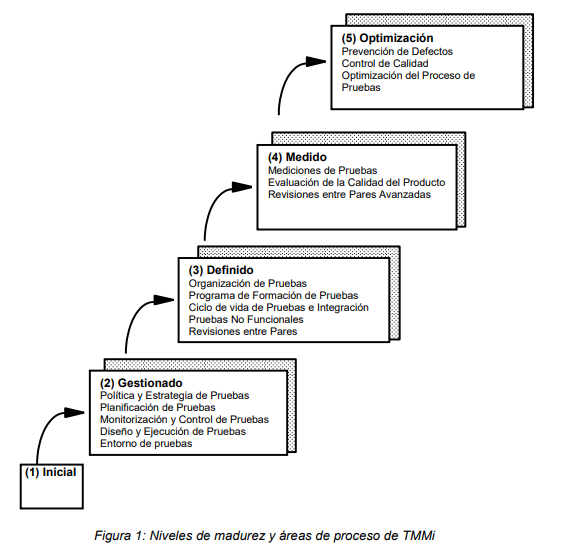 (5) Optimización
Prevención de Defectos
Control de Calidad
Optimización del Proceso de
Pruebas
(4) Medido
Mediciones de Pruebas
Evaluación de la Calidad del Producto
Revisiones entre Pares Avanzadas
(3) Definido
Organización de Pruebas
Programa de Formación de Pruebas
Ciclo de vida de Pruebas e Integración
Pruebas No Funcionales
Revisiones entre Pares
(2) Gestionado
Política y Estrategia de Pruebas
Planificación de Pruebas
Monitorización y Control de Pruebas
Diseño y Ejecución de Pruebas
Entorno de pruebas
(1) Inicial
Figura 1: Niveles de madurez y áreas de proceso de TMMi